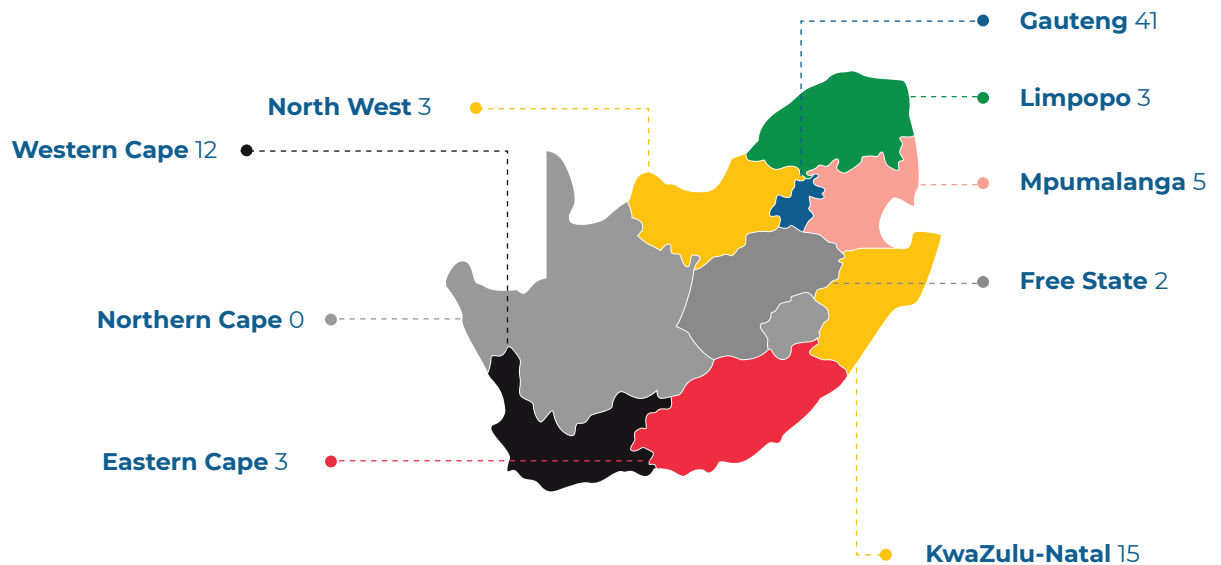 Gauteng 41
Limpopo 3
North West 3
Western Cape 12
Mpumalanga 5
Free State 2
Northern Cape 0
Eastern Cape 3
KwaZulu-Natal 15